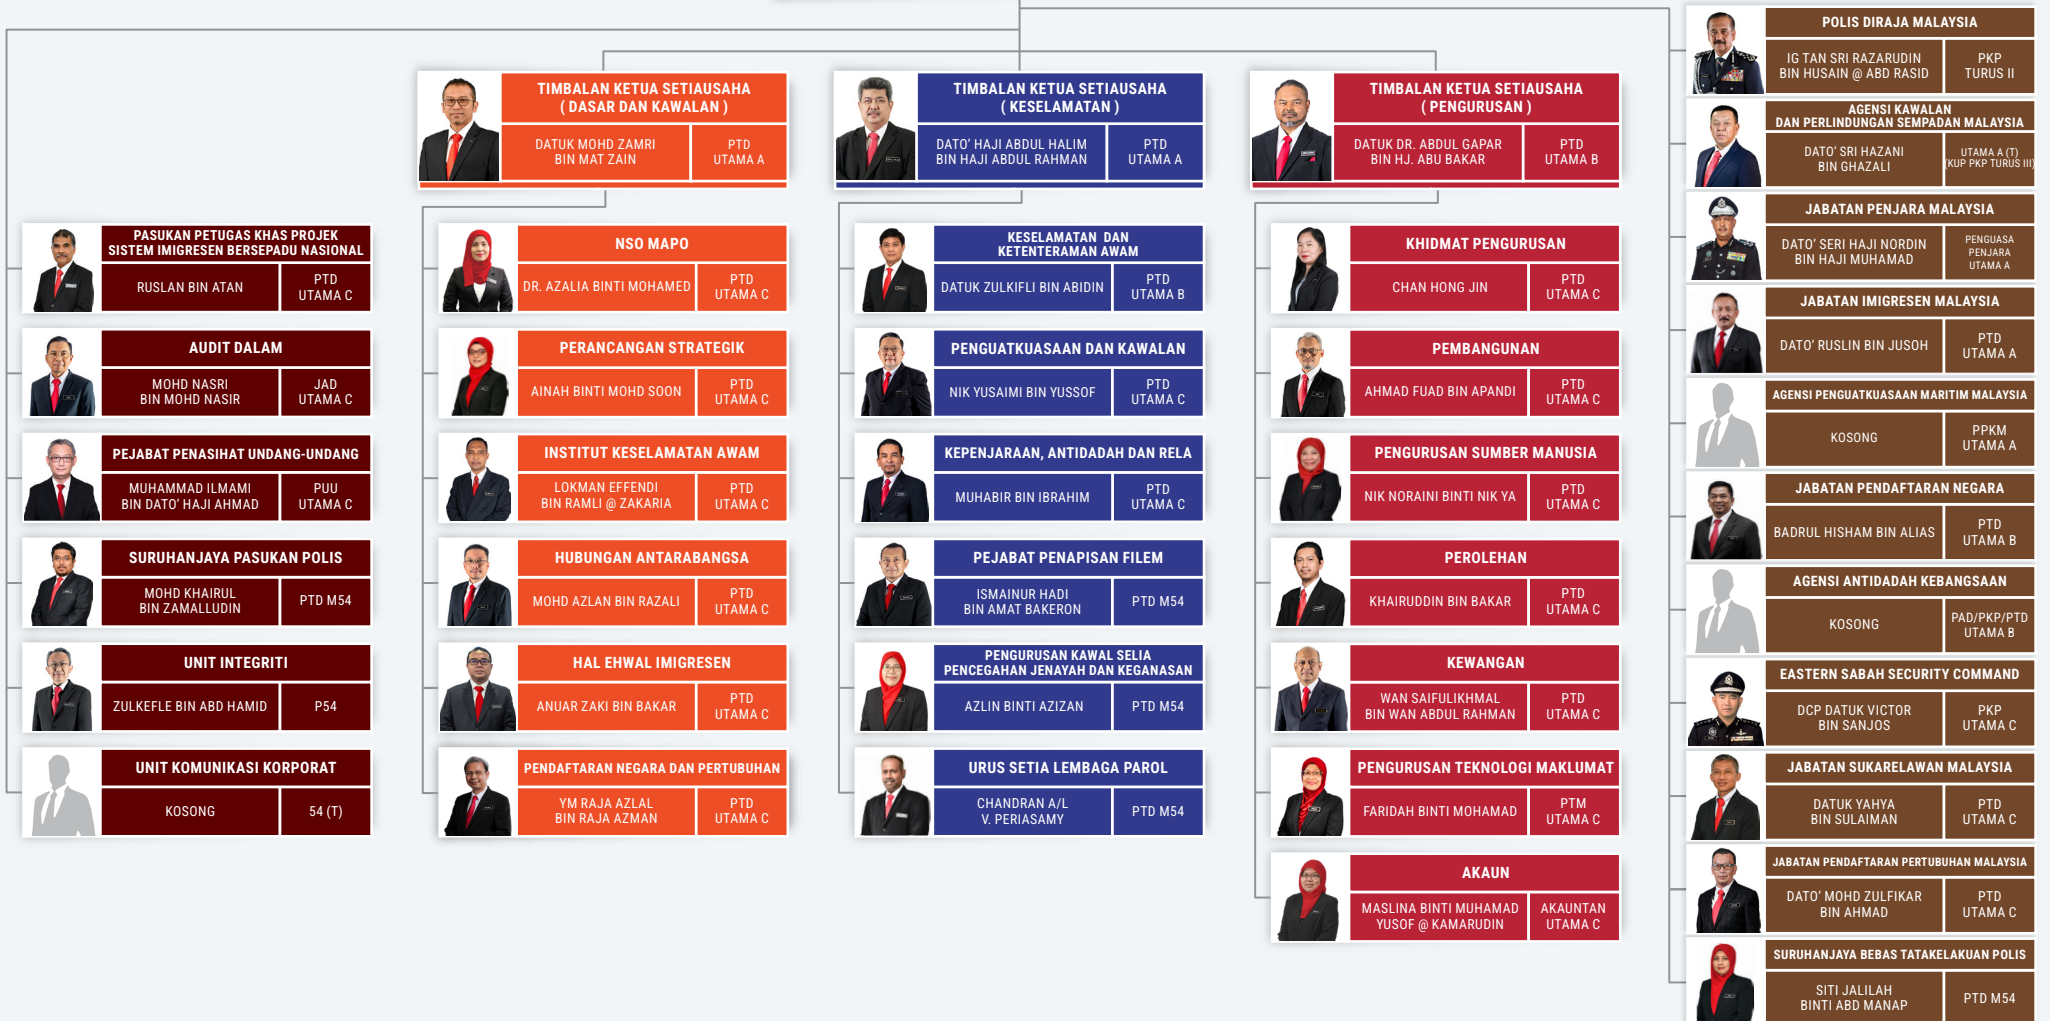 TIMBALAN KETUA SETIAUSAHA
( DASAR DAN KAWALAN )
DATUK MOHD ZAMRI
BIN MAT ZAIN
PTD
UTAMA A
TIMBALAN KETUA SETIAUSAHA
( KESELAMATAN )
DATO' HAJI ABDUL HALIM
BIN HAJI ABDUL RAHMAN
PTD
UTAMA A
TIMBALAN KETUA SETIAUSAHA
( PENGURUSAN )
DATUK DR. ABDUL GAPAR
BIN HJ. ABU BAKAR
PTD
UTAMA B
PASUKAN PETUGAS KHAS PROJEK
SISTEM IMIGRESEN BERSEPADU NASIONAL
RUSLAN BIN ATAN
PTD
UTAMA C
AUDIT DALAM
MOHD NASRI
BIN MOHD NASIR
JAD
UTAMA C
PEJABAT PENASIHAT UNDANG-UNDANG
MUHAMMAD ILMAMI
BIN DATO' HAJI AHMAD
PUU
UTAMA C
SURUHANJAYA PASUKAN POLIS
MOHD KHAIRUL
BIN ZAMALLUDIN
PTD M54
UNIT INTEGRITI
ZULKEFLE BIN ABD HAMID
P54
UNIT KOMUNIKASI KORPORAT
KOSONG
54 (T)
NSO MAPO
DR. AZALIA BINTI MOHAMED
PTD
UTAMA C
PERANCANGAN STRATEGIK
AINAH BINTI MOHD SOON
PTD
UTAMA C
INSTITUT KESELAMATAN AWAM
LOKMAN EFFENDI
BIN RAMLI @ ZAKARIA
PTD
UTAMA C
HUBUNGAN ANTARABANGSA
MOHD AZLAN BIN RAZALI
PTD
UTAMA C
HAL EHWAL IMIGRESEN
ANUAR ZAKI BIN BAKAR
PTD
UTAMA C
PENDAFTARAN NEGARA DAN PERTUBUHAN
YM RAJA AZLAL
BIN RAJA AZMAN
PTD
UTAMA C
KESELAMATAN DAN
KETENTERAMAN AWAM
DATUK ZULKIFLI BIN ABIDIN
PTD
UTAMA B
PENGUATKUASAAN DAN KAWALAN
NIK YUSAIMI BIN YUSSOF
PTD
UTAMA C
KEPENJARAAN, ANTIDADAH DAN RELA
MUHABIR BIN IBRAHIM
PTD
UTAMA C
PEJABAT PENAPISAN FILEM
ISMAINUR HADI
BIN AMAT BAKERON
PTD M54
PENGURUSAN KAWAL SELIA
PENCEGAHAN JENAYAH DAN KEGANASAN
AZLIN BINTI AZIZAN
PTD M54
URUS SETIA LEMBAGA PAROL
CHANDRAN A/L
V. PERIASAMY
PTD M54
KHIDMAT PENGURUSAN
CHAN HONG JIN
PTD
UTAMA C
PEMBANGUNAN
AHMAD FUAD BIN APANDI
PTD
UTAMA C
PENGURUSAN SUMBER MANUSIA
NIK NORAINI BINTI NIK YA
PTD
UTAMA C
PEROLEHAN
KHAIRUDDIN BIN BAKAR
PTD
UTAMA C
KEWANGAN
WAN SAIFULIKHMAL
BIN WAN ABDUL RAHMAN
PTD
UTAMA C
PENGURUSAN TEKNOLOGI MAKLUMAT
FARIDAH BINTI MOHAMAD
PTM
UTAMA C
AKAUN
MASLINA BINTI MUHAMAD
YUSOF @ KAMARUDIN
AKAUNTAN
UTAMA C
POLIS DIRAJA MALAYSIA
IG TAN SRI RAZARUDIN
BIN HUSAIN @ ABD RASID
PKP
TURUS II
AGENSI KAWALAN
DAN PERLINDUNGAN SEMPADAN MALAYSIA
DATO' SRI HAZANI
BIN GHAZALI
UTAMA A (T)
(KUP PKP TURUS III)
JABATAN PENJARA MALAYSIA
DATO' SERI HAJI NORDIN
BIN HAJI MUHAMAD
PENGUASA
PENJARA
UTAMA A
JABATAN IMIGRESEN MALAYSIA
DATO' RUSLIN BIN JUSOH
PTD
UTAMA A
AGENSI PENGUATKUASAAN MARITIM MALAYSIA
KOSONG
PPKM
UTAMA A
JABATAN PENDAFTARAN NEGARA
BADRUL HISHAM BIN ALIAS
PTD
UTAMA B
AGENSI ANTIDADAH KEBANGSAAN
KOSONG
PAD/PKP/PTD
UTAMA B
EASTERN SABAH SECURITY COMMAND
DCP DATUK VICTOR
BIN SANJOS
PKP
UTAMA C
JABATAN SUKARELAWAN MALAYSIA
DATUK YAHYA
BIN SULAIMAN
PTD
UTAMA C
JABATAN PENDAFTARAN PERTUBUHAN MALAYSIA
DATO' MOHD ZULFIKAR
BIN AHMAD
PTD
UTAMA C
SURUHANJAYA BEBAS TATAKELAKUAN POLIS
SITI JALILAH
BINTI ABD MANAP
PTD M54